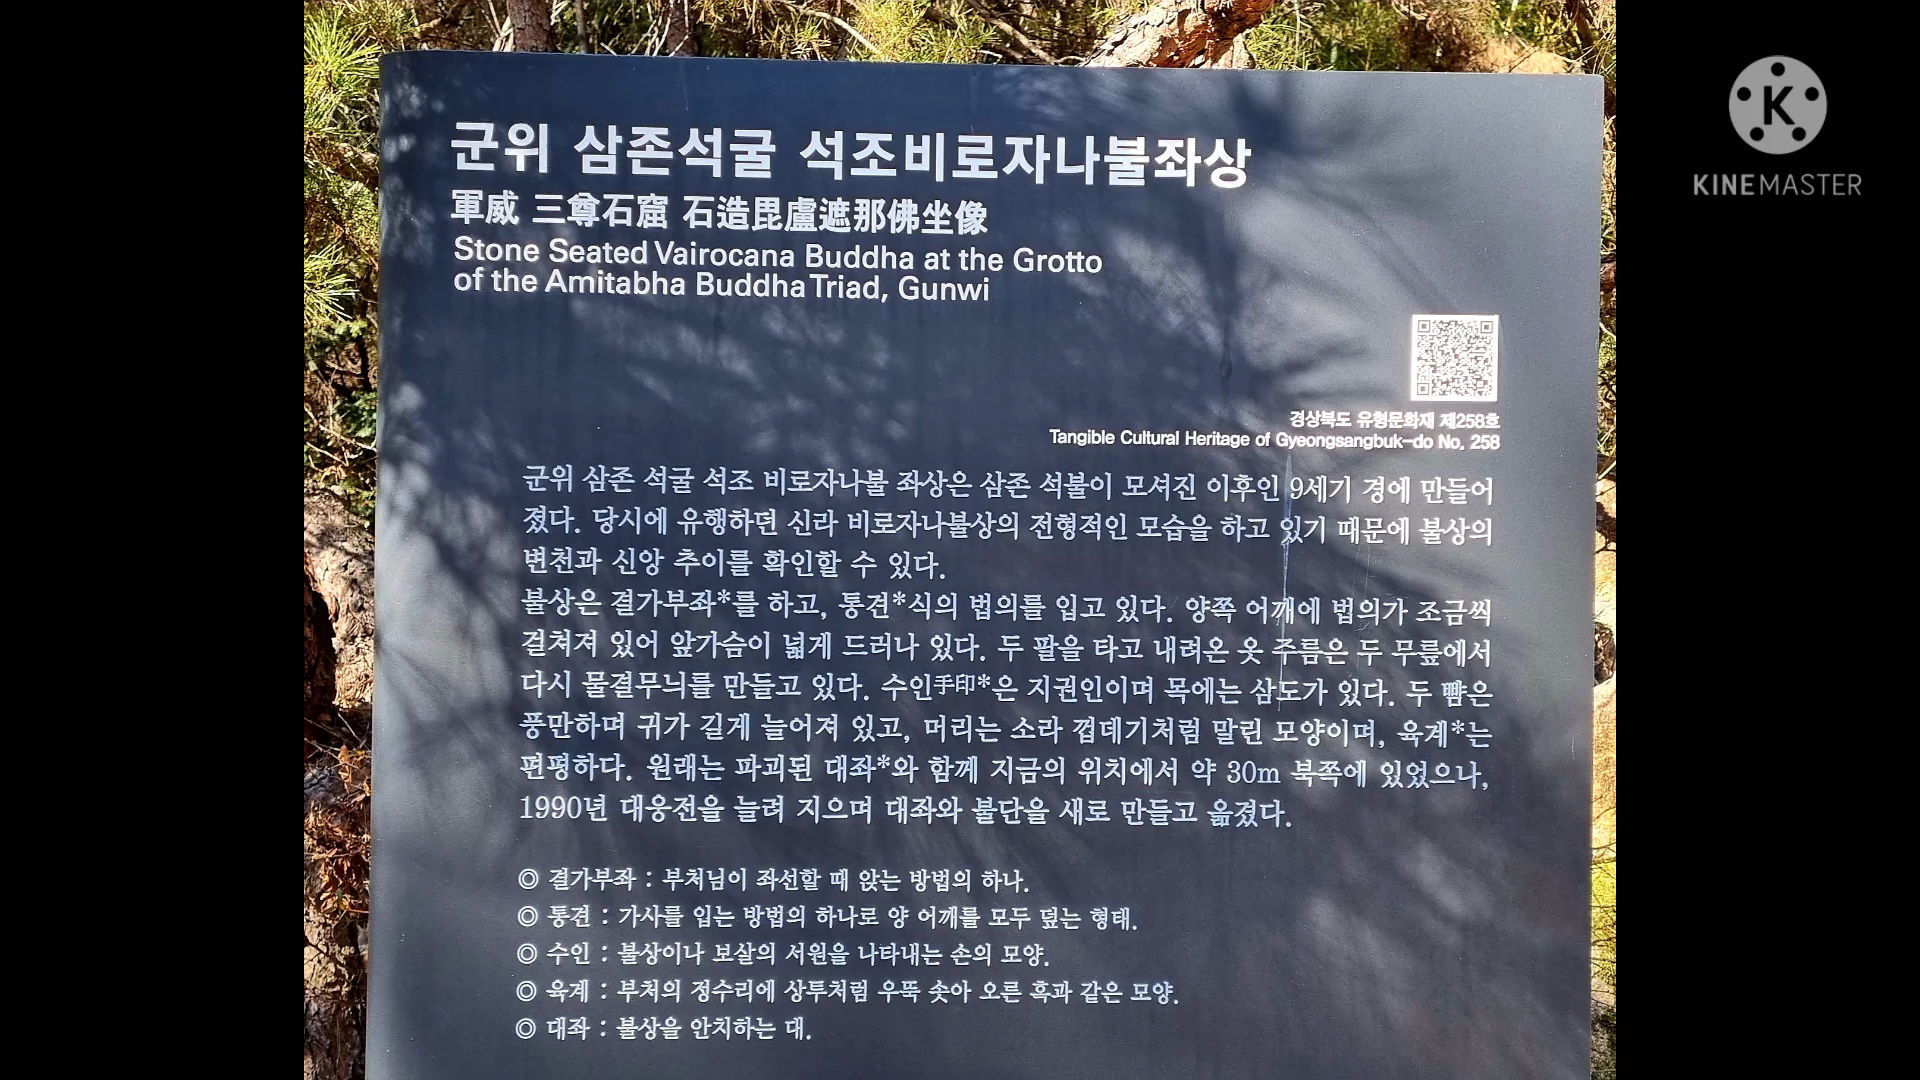 군위 삼존석굴 석조비로자나불좌상
軍威 三尊石窟 石造毘盧遮那佛坐像
Stone Seated Vairocana Buddha at the Grotto
of the Amitabha Buddha Triad, Gunwi
경상북도 유형문화재 제258호
Tangible Cultural Heritage of Gyeongsangbuk-do No. 258
군위 삼존 석굴 석조 비로자나불 좌상은 삼존 석불이 모셔진 이후인 9세기 경에 만들어
졌다. 당시에 유행하던 신라 비로자나불상의 전형적인 모습을 하고 있기 때문에 불상의
변천과 신앙 추이를 확인할 수 있다.
불상은 결가부좌*를 하고, 통견*식의 법의를 입고 있다. 양쪽 어깨에 법의가 조금씩
걸쳐져 있어 앞가슴이 넓게 드러나 있다. 두 팔을 타고 내려온 옷 주름은 두 무릎에서
다시 물결무늬를 만들고 있다. 수인手印*은 지권인이며 목에는 삼도가 있다. 두 뺨은
풍만하며 귀가 길게 늘어져 있고, 머리는 소라 껍데기처럼 말린 모양이며, 육계*는
편평하다. 원래는 파괴된 대좌*와 함께 지금의 위치에서 약 30m 북쪽에 있었으나,
1990년 대웅전을 늘려 지으며 대좌와 불단을 새로 만들고 옮겼다.
◎ 결가부좌 : 부처님이 좌선할 때 앉는 방법의 하나.
◎ 통견 : 가사를 입는 방법의 하나로 양 어깨를 모두 덮는 형태.
◎ 수인 : 불상이나 보살의 서원을 나타내는 손의 모양.
◎ 육계 : 부처의 정수리에 상투처럼 우뚝 솟아 오른 혹과 같은 모양.
◎ 대좌 : 불상을 안치하는 대.
K
KINEMASTER